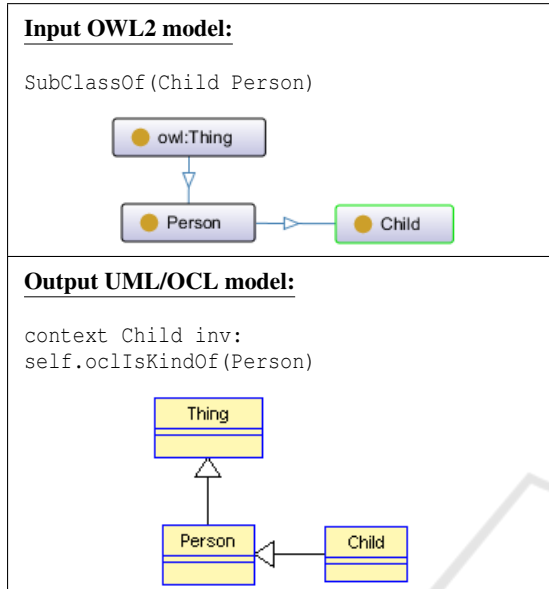 Input OWL2 model:
SubClassOf(Child Person)
owl:Thing
Person
Child
Output UML/OCL model:
context Child inv:
self.oclIsKindOf(Person)
Thing
Person
Child